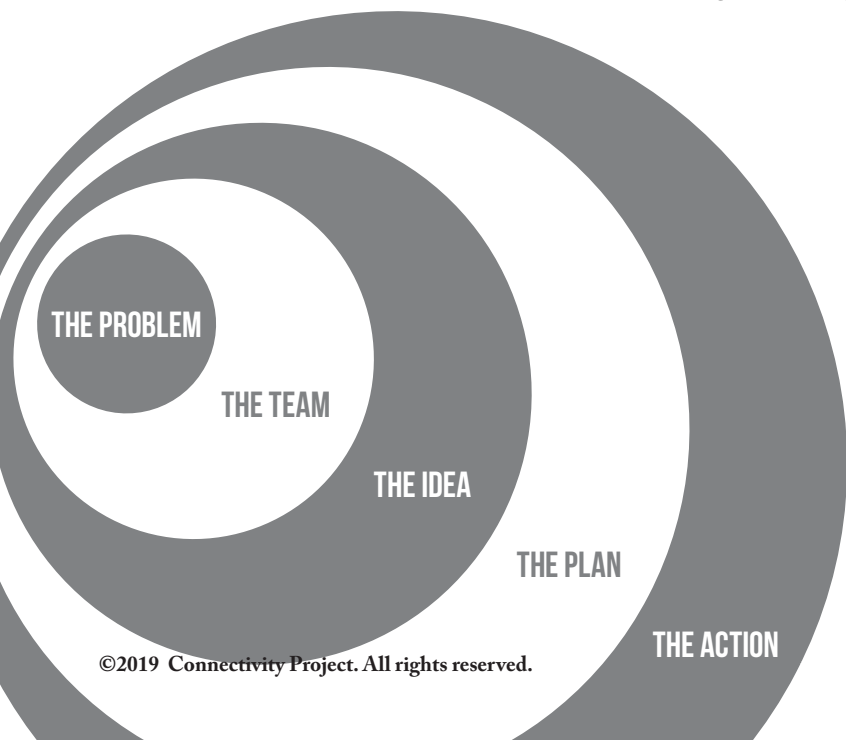 THE PROBLEM
THE TEAM
THE IDEA
THE PLAN
THE ACTION
©2019 Connectivity Project. All rights reserved.